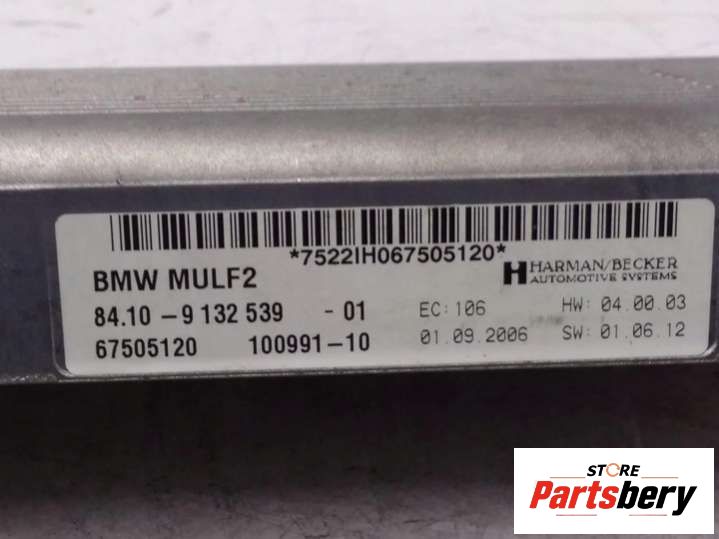 *7522IH067505120*
BMW MULF2
HARMAN/BECKER
AUTOMOTIVE SYSTEMS
84.10 - 9 132 539 - 01 EC: 106 HW: 04.00.03
67505120 100991-10 01.09.2006 SW: 01.06.12
STORE
Partsbery